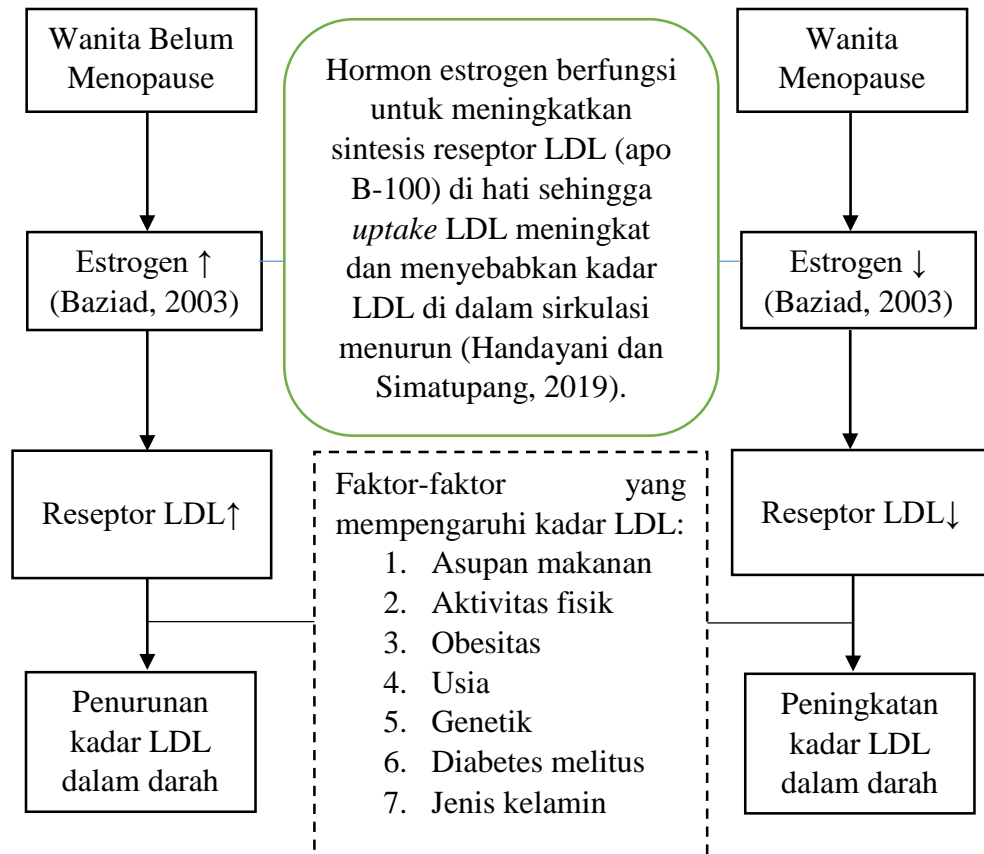 Wanita Belum
Menopause
Estrogen ↑
(Baziad, 2003)
Reseptor LDL↑
Penurunan
kadar LDL
dalam darah
Hormon estrogen berfungsi
untuk meningkatkan
sintesis reseptor LDL (apo
B-100) di hati sehingga
uptake LDL meningkat
dan menyebabkan kadar
LDL di dalam sirkulasi
menurun (Handayani dan
Simatupang, 2019).
Faktor-faktor yang
mempengaruhi kadar LDL:
1. Asupan makanan
2. Aktivitas fisik
3. Obesitas
4. Usia
5. Genetik
6. Diabetes melitus
7. Jenis kelamin
Wanita
Menopause
Estrogen ↓
(Baziad, 2003)
Reseptor LDL↓
Peningkatan
kadar LDL
dalam darah